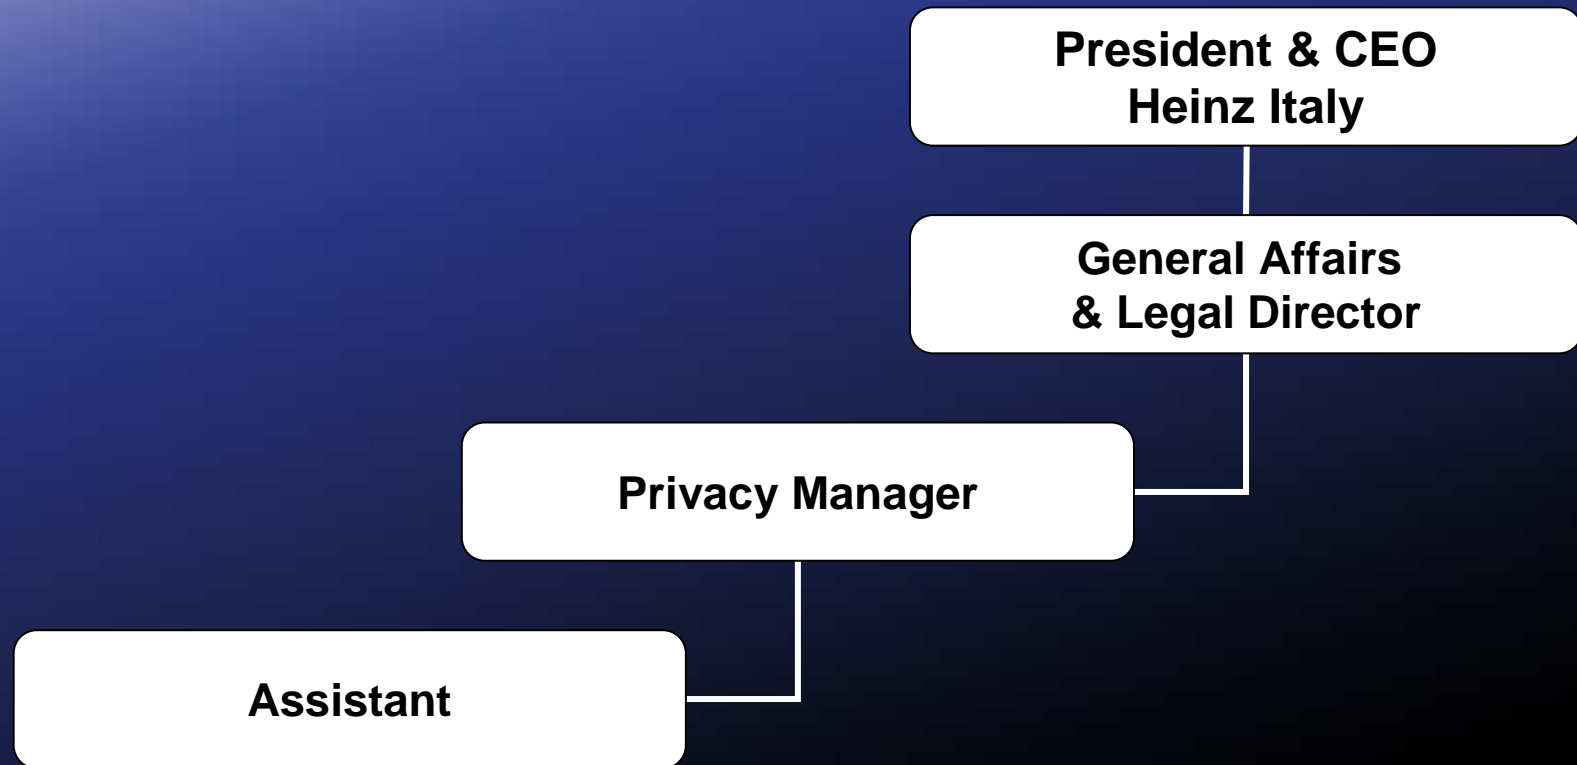 President & CEO
Heinz Italy
General Affairs
& Legal Director
Privacy Manager
Assistant